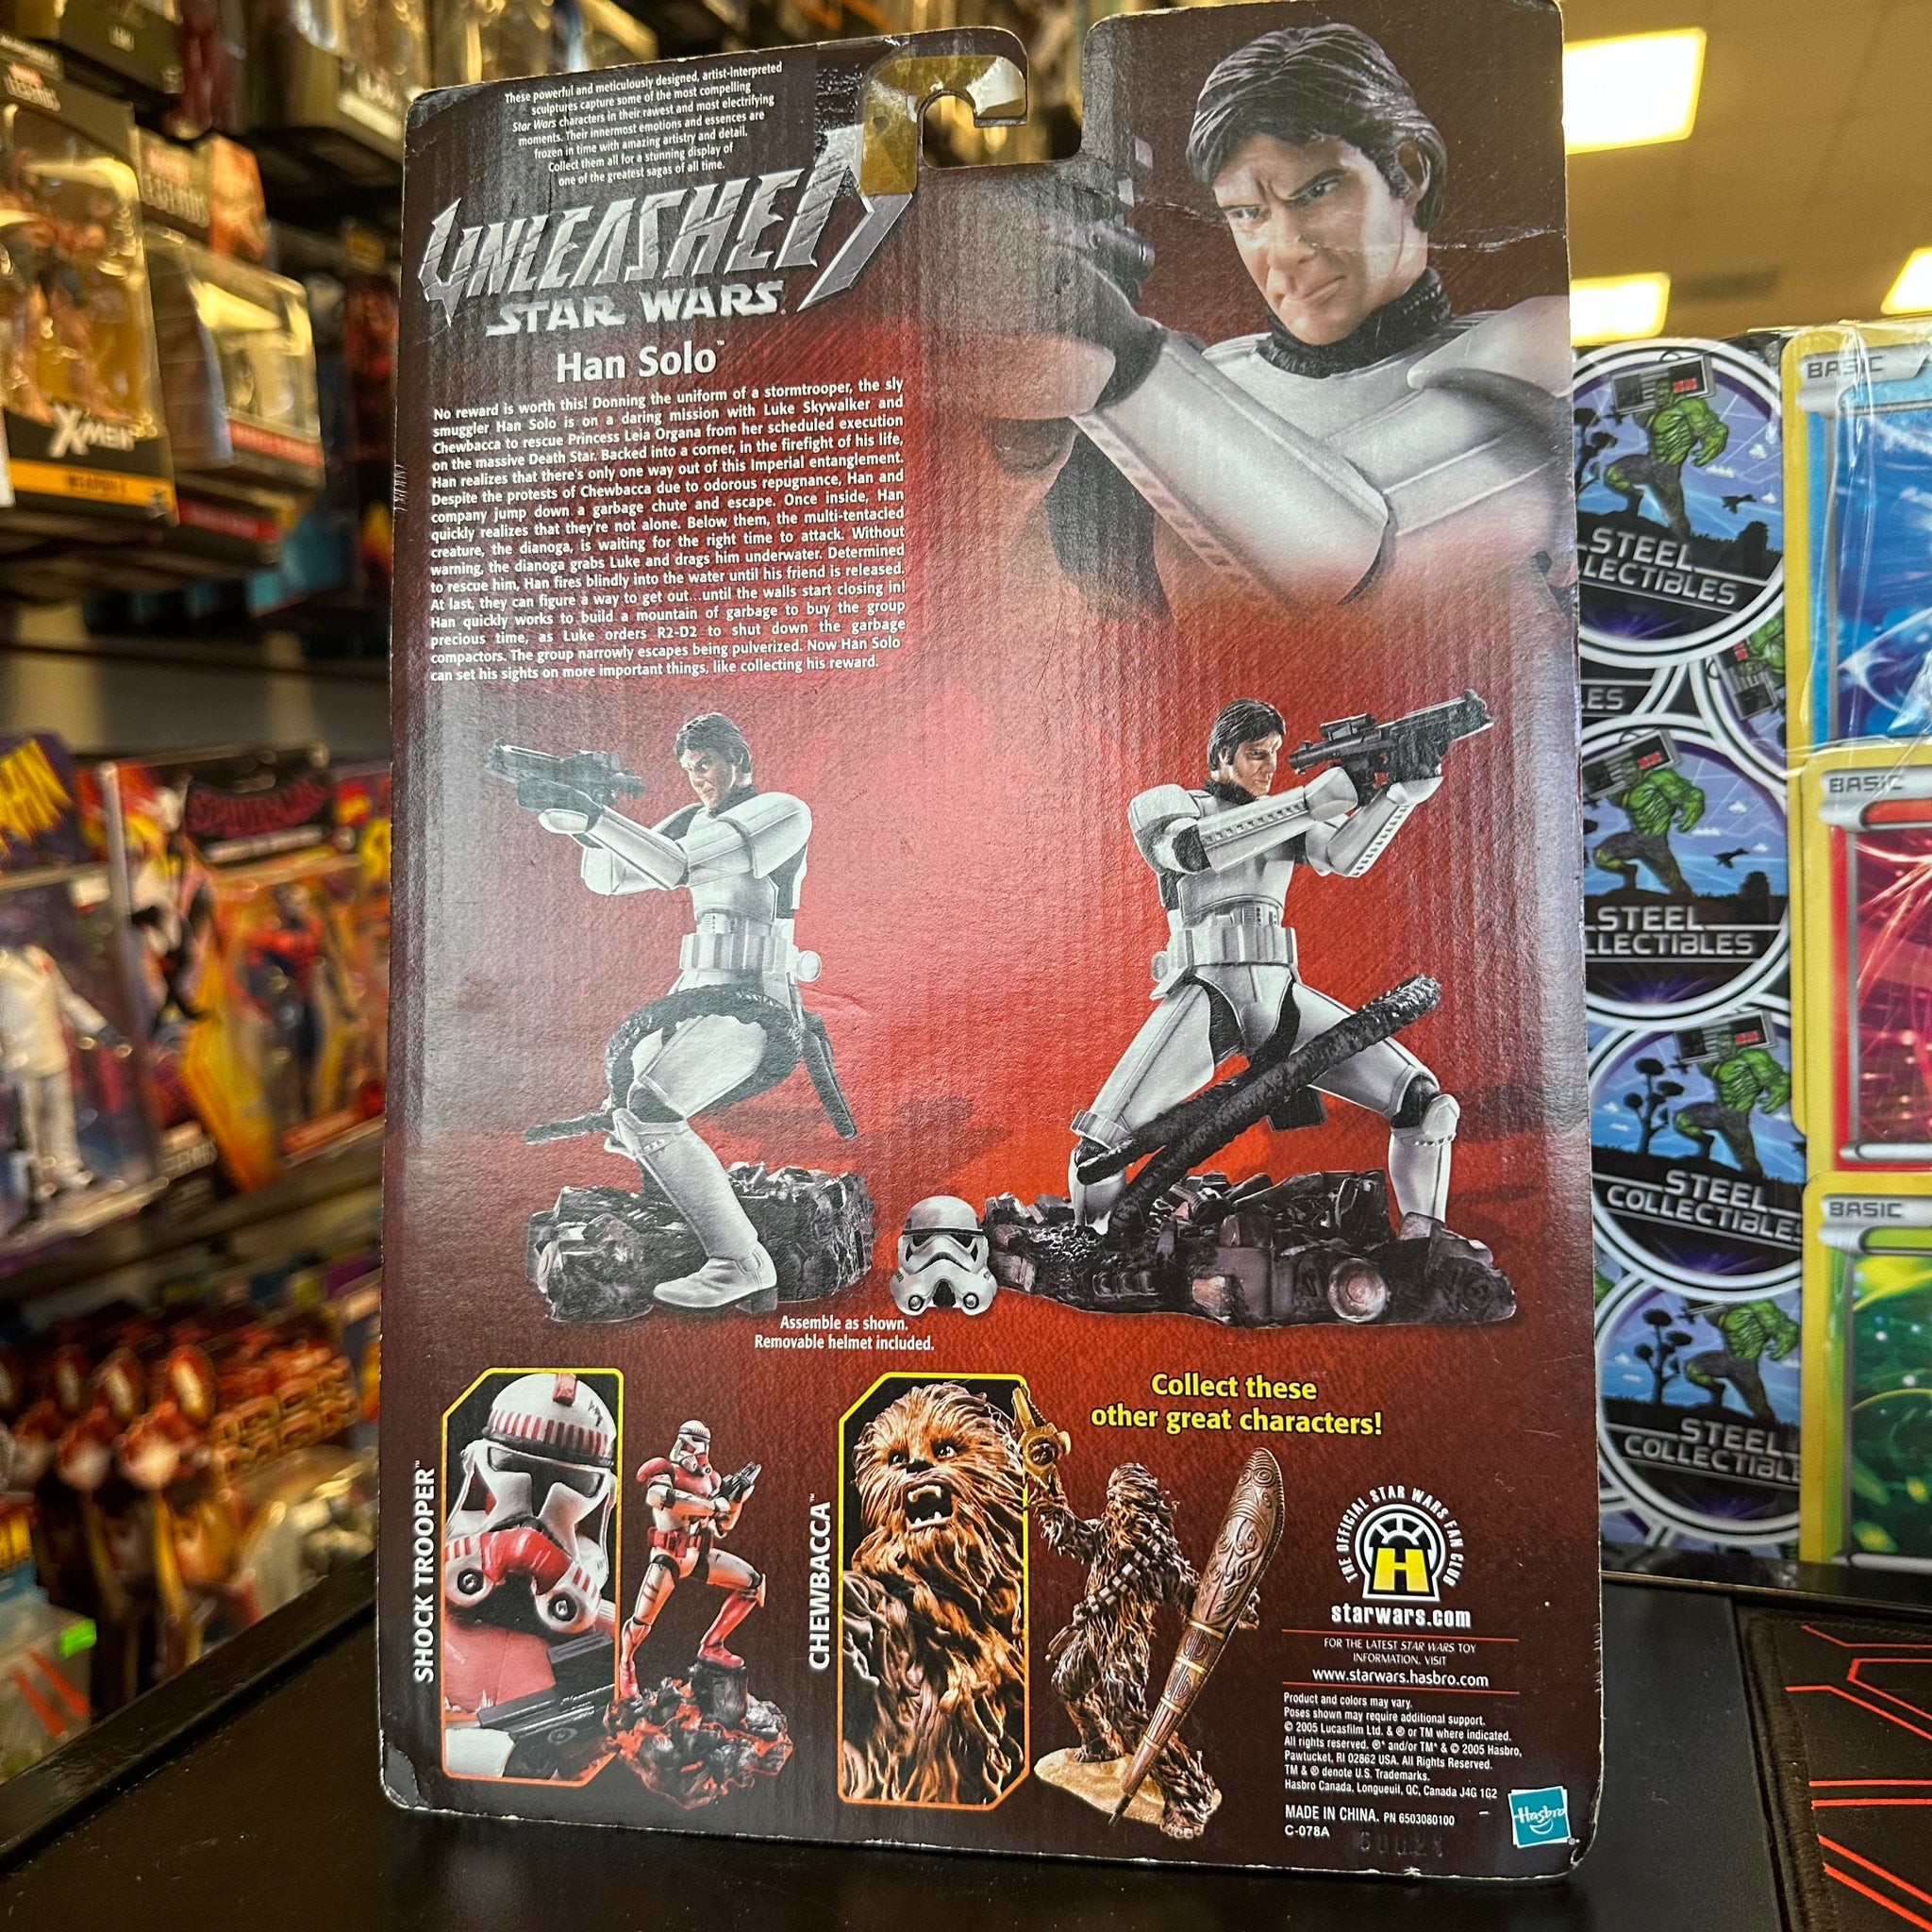 These powerful and meticulously designed, artist-interpreted
sculptures capture some of the most compelling
Star Wars characters in their rawest and most electrifying
moments. Their innermost emotions and essences are
frozen in time with amazing artistry and detail.
Collect them all for a stunning display of
one of the greatest sagas of all time.
UNLEASHED
STAR WARS.
Han Solo™
No reward is worth this! Donning the uniform of a stormtrooper, the sly
smuggler Han Solo is on a daring mission with Luke Skywalker and
Chewbacca to rescue Princess Leia Organa from her scheduled execution
on the massive Death Star. Backed into a corner, in the firefight of his life,
Han realizes that there's only one way out of this Imperial entanglement.
Despite the protests of Chewbacca due to odorous repugnance, Han and
company jump down a garbage chute and escape. Once inside, Han
quickly realizes that they're not alone. Below them, the multi-tentacled
creature, the dianoga, is waiting for the right time to attack. Without
warning, the dianoga grabs Luke and drags him underwater. Determined
to rescue him, Han fires blindly into the water until his friend is released.
At last, they can figure a way to get out...until the walls start closing in!
Han quickly works to build a mountain of garbage to buy the group
precious time, as Luke orders R2-D2 to shut down the garbage
compactors. The group narrowly escapes being pulverized. Now Han Solo
can set his sights on more important things, like collecting his reward.
Assemble as shown.
Removable helmet included.
Collect these
other great characters!
SHOCK TROOPER™
CHEWBACCA™
THE OFFICIAL STAR WARS FAN CLUB
H
starwars.com
FOR THE LATEST STAR WARS TOY
INFORMATION, VISIT
www.starwars.hasbro.com
Product and colors may vary.
Poses shown may require additional support.
© 2005 Lucasfilm Ltd. & ® or TM where indicated.
All rights reserved. ®* and/or TM* & © 2005 Hasbro,
Pawtucket, RI 02862 USA. All Rights Reserved.
TM & ® denote U.S. Trademarks.
Hasbro Canada, Longueuil, QC, Canada J4G 1G2
MADE IN CHINA. PN 6503080100
C-078A
Hasbro
X-MEN
STEEL
LECTIBLES
ES
STEEL
LLECTIBLES
STEEL
COLLECTIBLES
STEEL
COLLECTIBL
BASIC
BASIC
BASIC